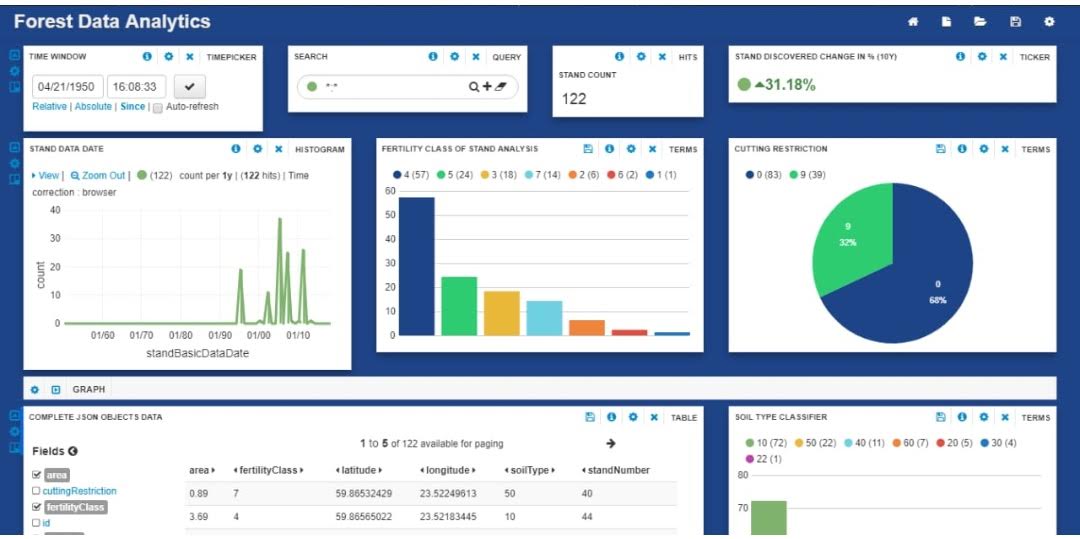 Forest Data Analytics
TIME WINDOW TIMEPICKER
04/21/1950 16:08:33
Relative | Absolute | Since | Auto-refresh
SEARCH QUERY
*:*
HITS
STAND COUNT
122
STAND DISCOVERED CHANGE IN % (10Y) TICKER
31.18%
STAND DATA DATE HISTOGRAM
View | Zoom Out | (122) count per 1y | (122 hits) | Time
correction : browser
40
30
20
10
0
count
01/60 01/70 01/80 01/90 01/00 01/10
standBasicDataDate
FERTILITY CLASS OF STAND ANALYSIS TERMS
4 (57) 5 (24) 3 (18) 7 (14) 2 (6) 6 (2) 1 (1)
60
50
40
30
20
10
0
CUTTING RESTRICTION TERMS
0 (83) 9 (39)
9
32%
0
68%
GRAPH
COMPLETE JSON OBJECTS DATA TABLE
1 to 5 of 122 available for paging
Fields
area
cuttingRestriction
fertilityClass
id
area fertilityClass latitude longitude soilType standNumber
0.89 7 59.86532429 23.52249613 50 40
3.69 4 59.86565022 23.52183445 10 44
SOIL TYPE CLASSIFIER TERMS
10 (72) 50 (22) 40 (11) 60 (7) 20 (5) 30 (4)
22 (1)
80
70